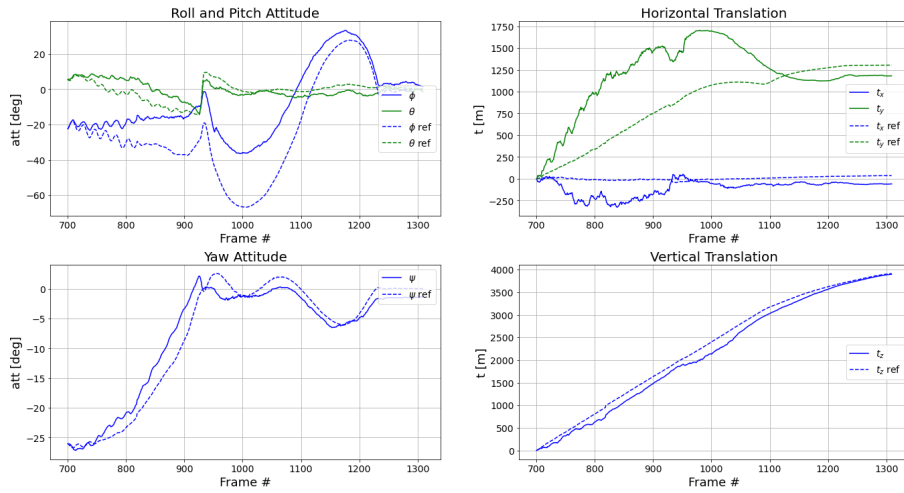 Roll and Pitch Attitude
att [deg]
20
0
−20
−40
−60
ϕ
θ
ϕ ref
θ ref
700 800 900 1000 1100 1200 1300
Frame #
Horizontal Translation
t [m]
1750
1500
1250
1000
750
500
250
0
−250
tx
ty
tx ref
ty ref
700 800 900 1000 1100 1200 1300
Frame #
Yaw Attitude
att [deg]
0
−5
−10
−15
−20
−25
ψ
ψ ref
700 800 900 1000 1100 1200 1300
Frame #
Vertical Translation
t [m]
4000
3500
3000
2500
2000
1500
1000
500
0
tz
tz ref
700 800 900 1000 1100 1200 1300
Frame #